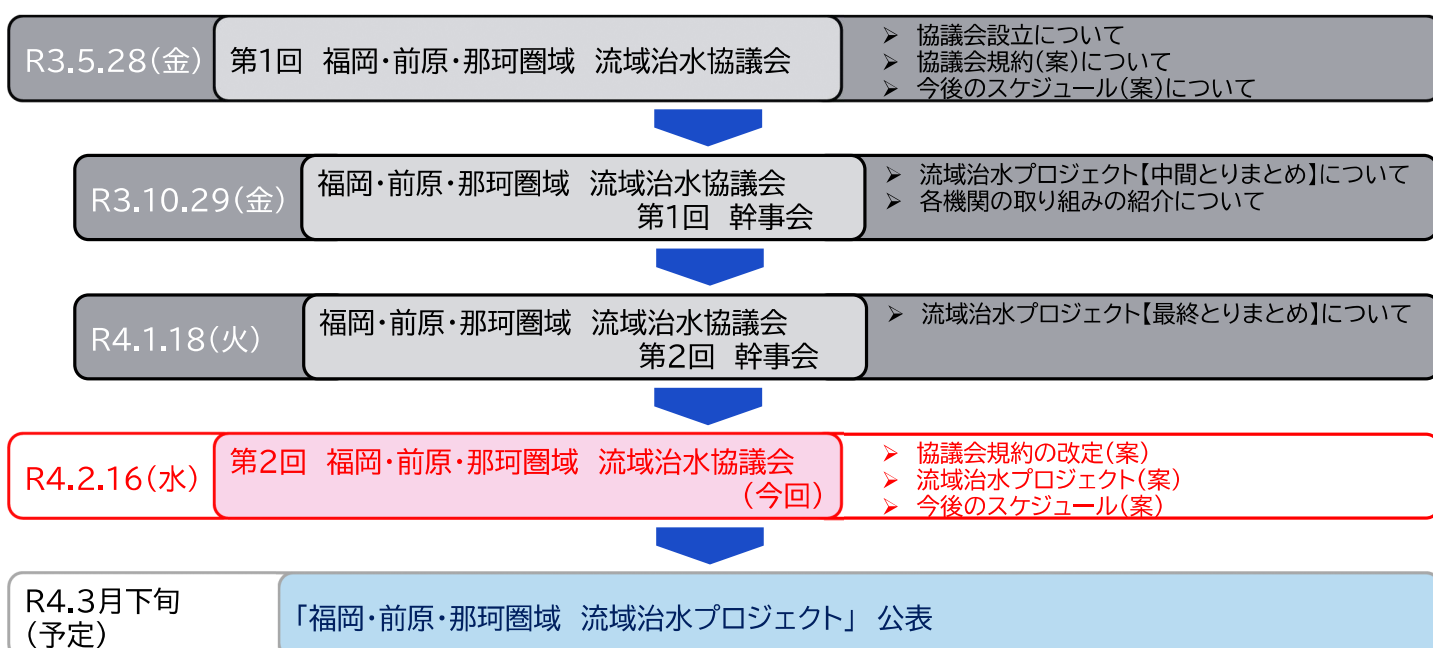 R3.5.28(金)
第1回 福岡・前原・那珂圏域 流域治水協議会
➢ 協議会設立について
➢ 協議会規約(案)について
➢ 今後のスケジュール(案)について
R3.10.29(金)
福岡・前原・那珂圏域 流域治水協議会
第1回 幹事会
➢ 流域治水プロジェクト【中間とりまとめ】について
➢ 各機関の取り組みの紹介について
R4.1.18(火)
福岡・前原・那珂圏域 流域治水協議会
第2回 幹事会
➢ 流域治水プロジェクト【最終とりまとめ】について
R4.2.16(水)
第2回 福岡・前原・那珂圏域 流域治水協議会
(今回)
➢ 協議会規約の改定(案)
➢ 流域治水プロジェクト(案)
➢ 今後のスケジュール(案)
R4.3月下旬
(予定)
「福岡・前原・那珂圏域 流域治水プロジェクト」 公表